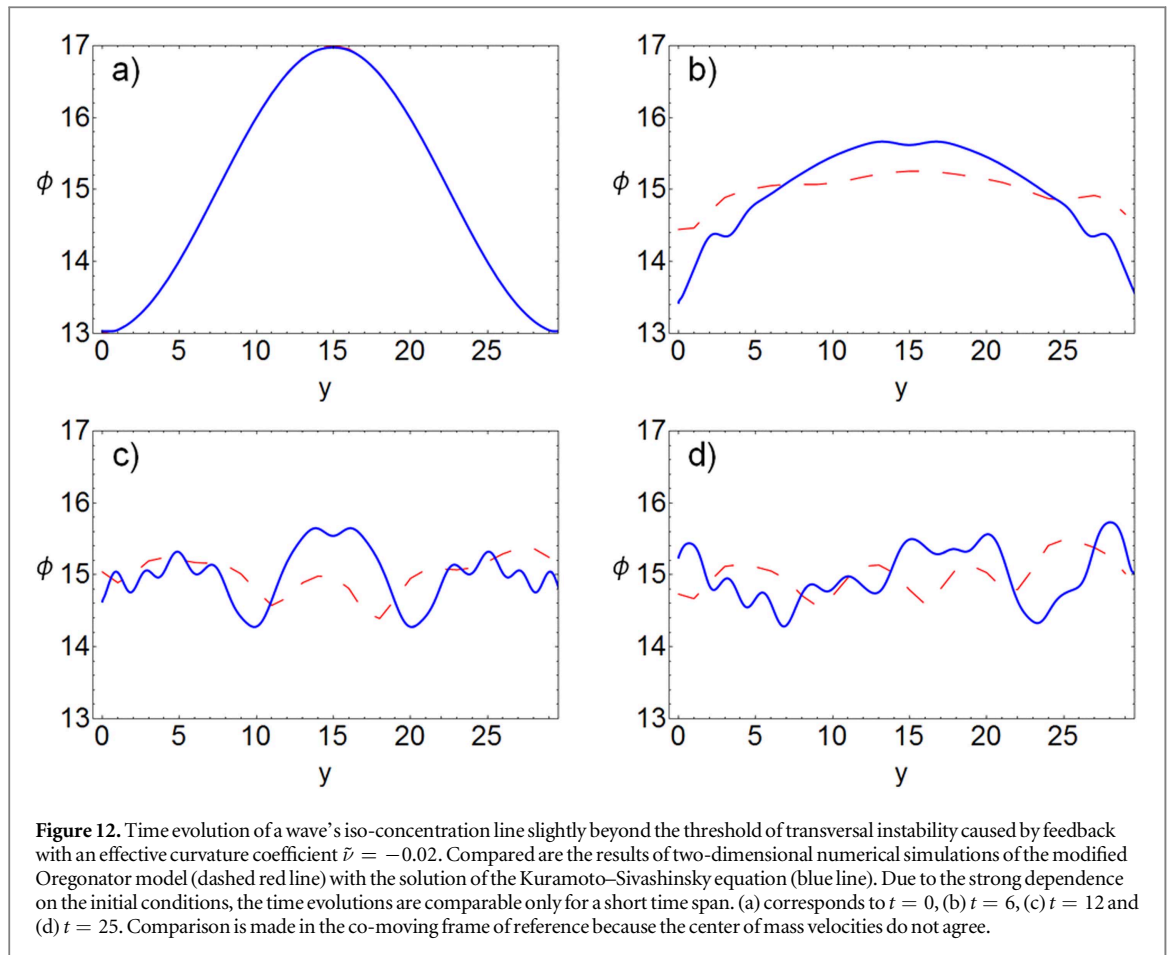 a)
17
16
ϕ 15
14
13
0 5 10 15 20 25
y
b)
17
16
ϕ 15
14
13
0 5 10 15 20 25
y
c)
17
16
ϕ 15
14
13
0 5 10 15 20 25
y
d)
17
16
ϕ 15
14
13
0 5 10 15 20 25
y
Figure 12. Time evolution of a wave's iso-concentration line slightly beyond the threshold of transversal instability caused by feedback
with an effective curvature coefficient ν̃ = −0.02. Compared are the results of two-dimensional numerical simulations of the modified
Oregonator model (dashed red line) with the solution of the Kuramoto–Sivashinsky equation (blue line). Due to the strong dependence
on the initial conditions, the time evolutions are comparable only for a short time span. (a) corresponds to t = 0, (b) t = 6, (c) t = 12 and
(d) t = 25. Comparison is made in the co-moving frame of reference because the center of mass velocities do not agree.